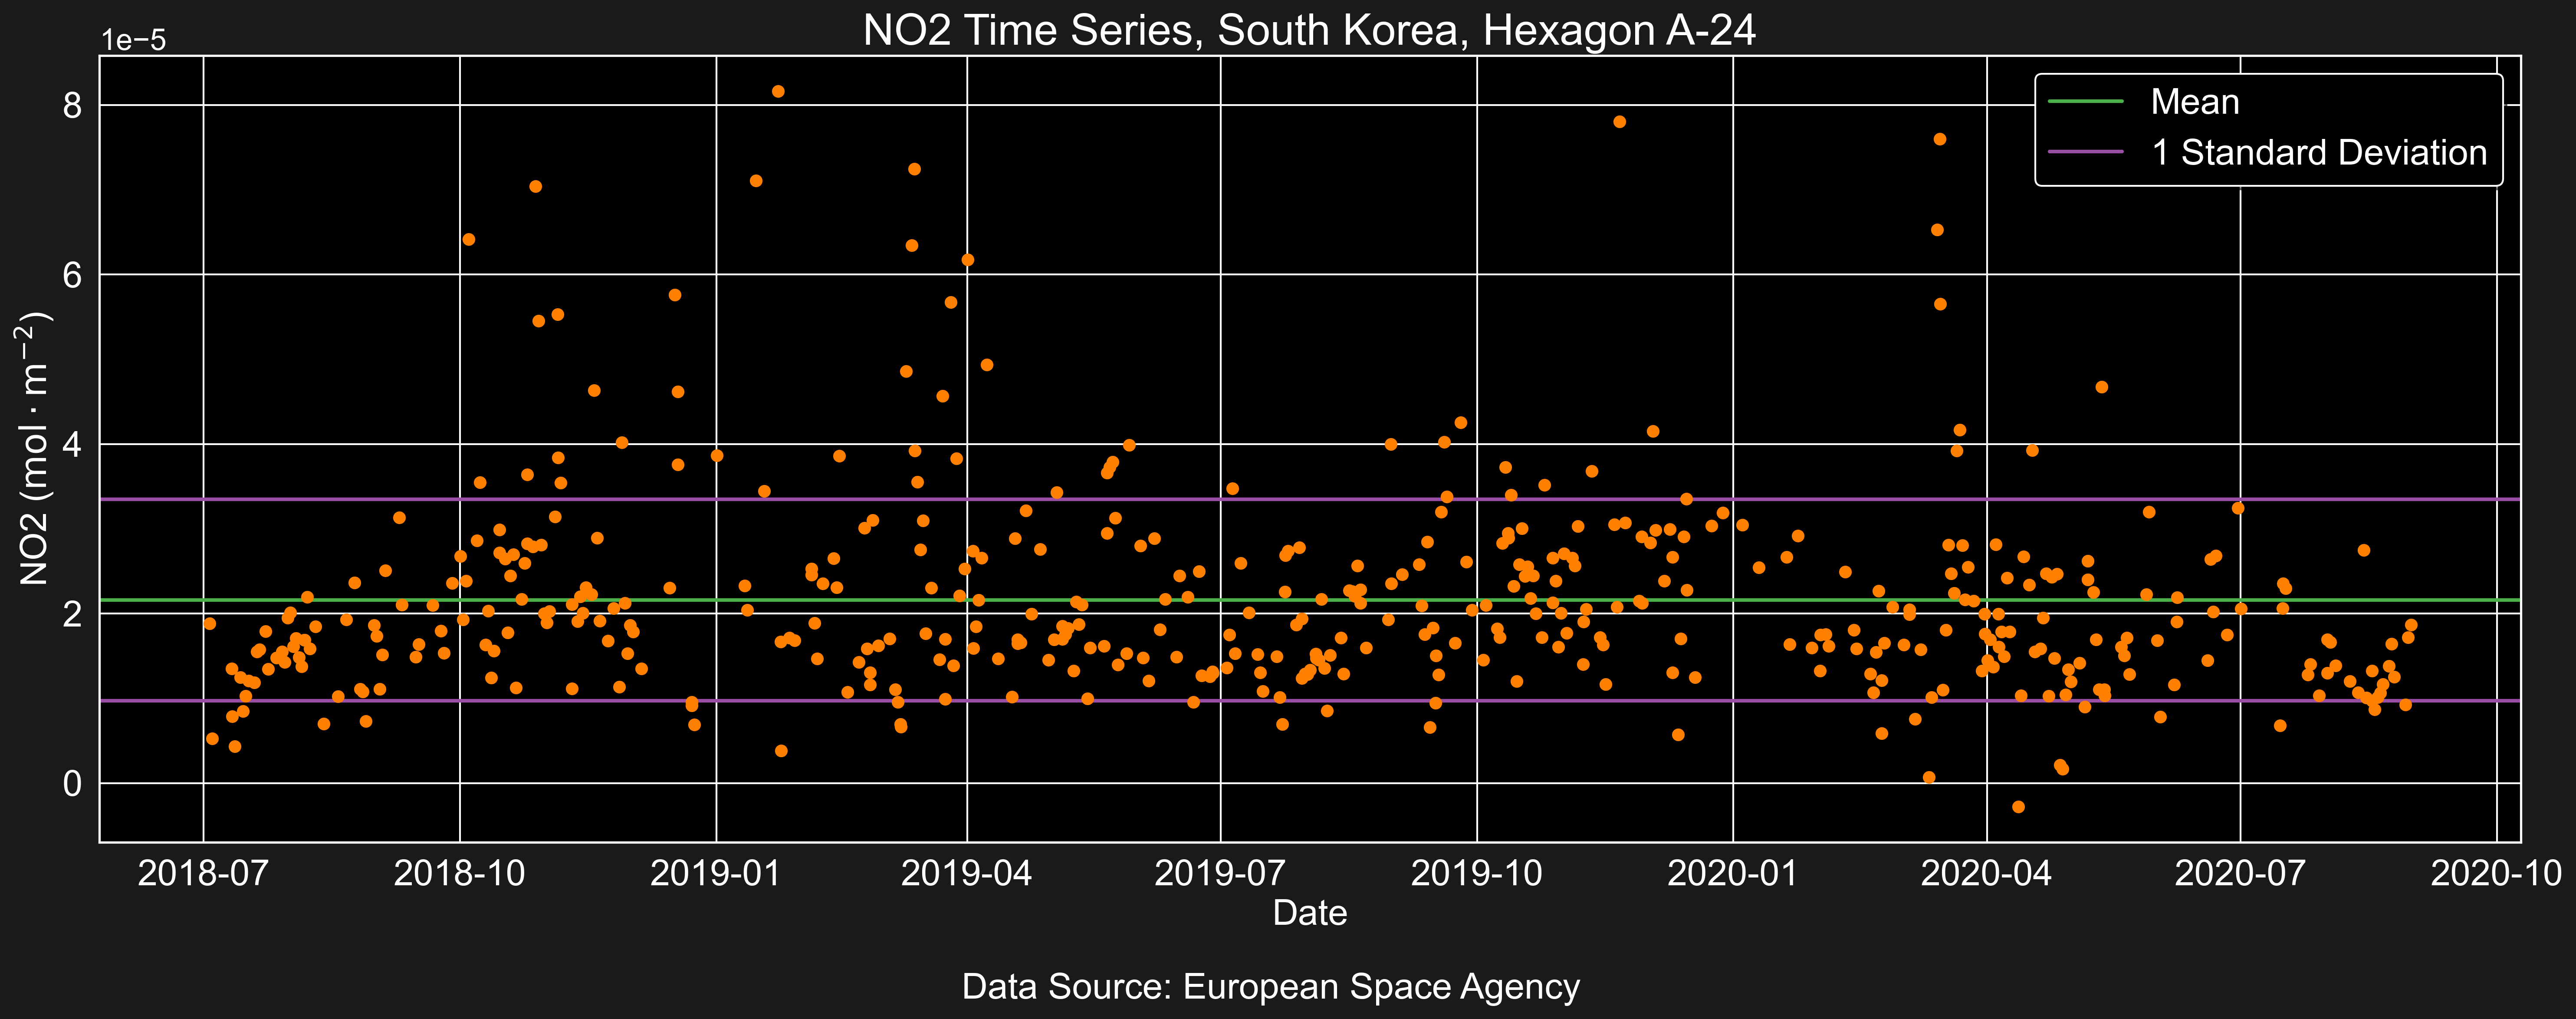 NO2 Time Series, South Korea, Hexagon A-24
1e−5
8
6
4
2
0
NO2 (mol · m⁻²)
Mean
1 Standard Deviation
2018-07 2018-10 2019-01 2019-04 2019-07 2019-10 2020-01 2020-04 2020-07 2020-10
Date
Data Source: European Space Agency